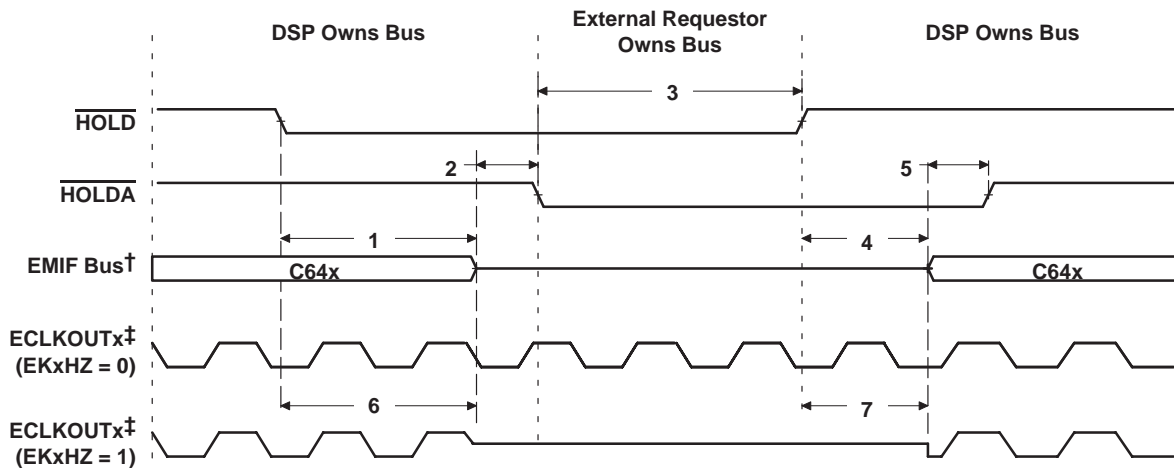 DSP Owns Bus
External Requestor
Owns Bus
DSP Owns Bus
3
HOLD
2
5
HOLDA
1
4
EMIF Bus†
C64x
C64x
ECLKOUTx‡
(EKxHZ = 0)
6
7
ECLKOUTx‡
(EKxHZ = 1)